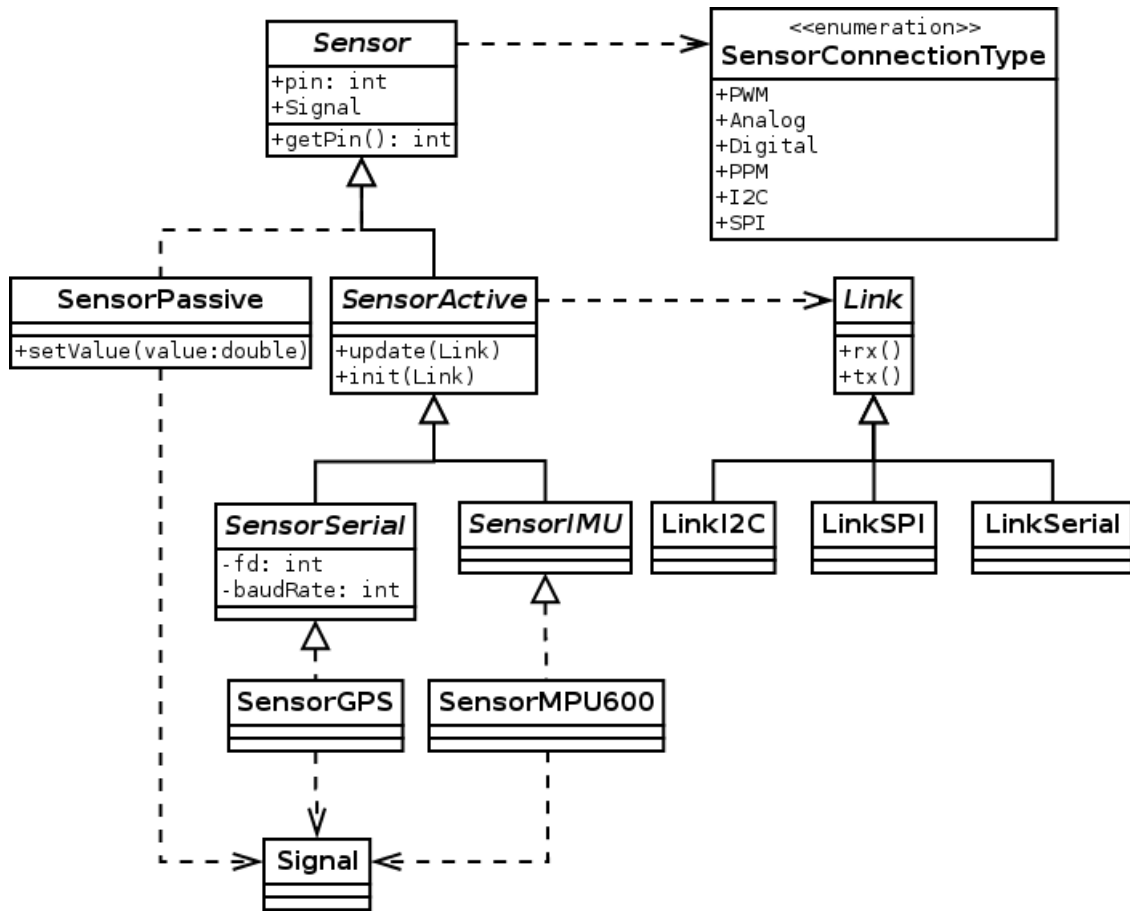 Sensor
+pin: int
+Signal
+getPin(): int
<<enumeration>>
SensorConnectionType
+PWM
+Analog
+Digital
+PPM
+I2C
+SPI
SensorPassive
+setValue(value:double)
SensorActive
+update(Link)
+init(Link)
Link
+rx()
+tx()
SensorSerial
-fd: int
-baudRate: int
SensorIMU
LinkI2C
LinkSPI
LinkSerial
SensorGPS
SensorMPU600
Signal